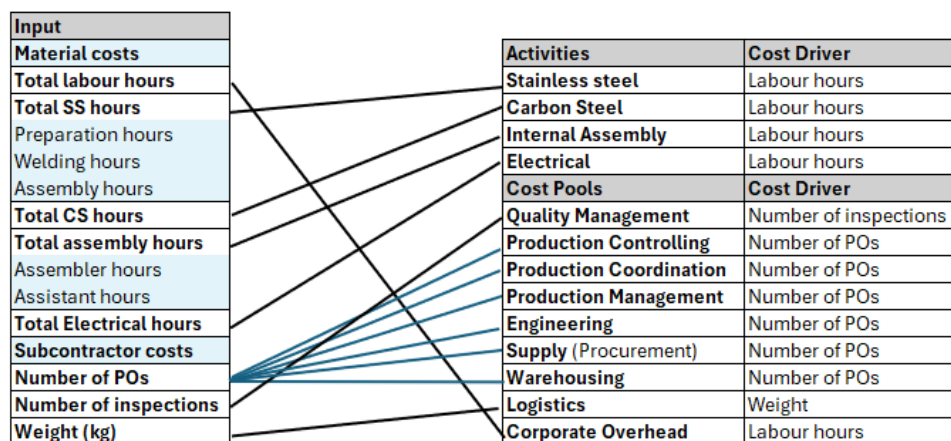 Input
Material costs
Total labour hours
Total SS hours
Preparation hours
Welding hours
Assembly hours
Total CS hours
Total assembly hours
Assembler hours
Assistant hours
Total Electrical hours
Subcontractor costs
Number of POs
Number of inspections
Weight (kg)
Activities Cost Driver
Stainless steel Labour hours
Carbon Steel Labour hours
Internal Assembly Labour hours
Electrical Labour hours
Cost Pools Cost Driver
Quality Management Number of inspections
Production Controlling Number of POs
Production Coordination Number of POs
Production Management Number of POs
Engineering Number of POs
Supply (Procurement) Number of POs
Warehousing Number of POs
Logistics Weight
Corporate Overhead Labour hours